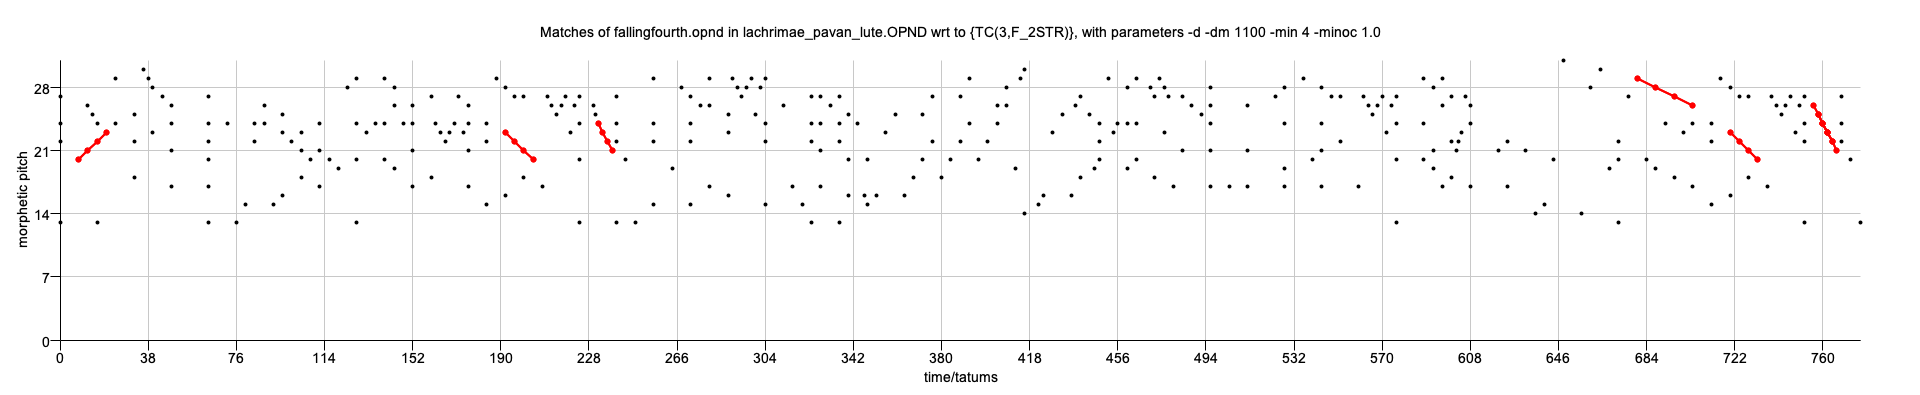 Matches of fallingfourth.opnd in lachrimae_pavan_lute.OPND wrt to {TC(3,F_2STR)}, with parameters -d -dm 1100 -min 4 -minoc 1.0
morphetic pitch
28
21
14
7
0
0 38 76 114 152 190 228 266 304 342 380 418 456 494 532 570 608 646 684 722 760
time/tatums